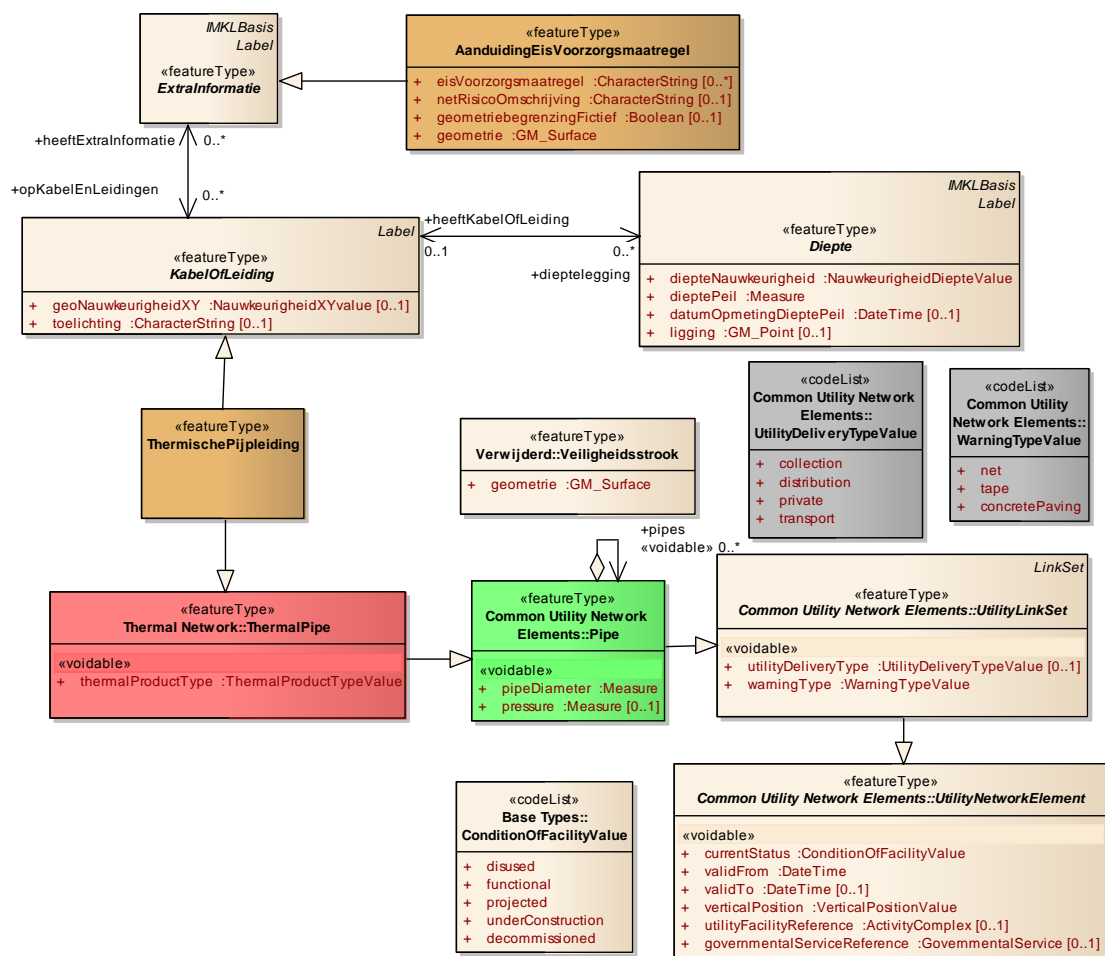 IMKLBasis
Label
«featureType»
ExtraInformatie
«featureType»
AanduidingEisVoorzorgsmaatregel
+ eisVoorzorgsmaatregel :CharacterString [0..*]
+ netRisicoOmschrijving :CharacterString [0..1]
+ geometriebegrenzingFictief :Boolean [0..1]
+ geometrie :GM_Surface
+heeftExtraInformatie 0..*
+opKabelEnLeidingen 0..*
Label
«featureType»
KabelOfLeiding
+ geoNauwkeurigheidXY :NauwkeurigheidXYvalue [0..1]
+ toelichting :CharacterString [0..1]
+heeftKabelOfLeiding
0..1
0..*
+dieptelegging
IMKLBasis
Label
«featureType»
Diepte
+ diepteNauwkeurigheid :NauwkeurigheidDiepteValue
+ dieptePeil :Measure
+ datumOpmetingDieptePeil :DateTime [0..1]
+ ligging :GM_Point [0..1]
«codeList»
Common Utility Network
Elements::
UtilityDeliveryTypeValue
+ collection
+ distribution
+ private
+ transport
«codeList»
Common Utility
Network Elements::
WarningTypeValue
+ net
+ tape
+ concretePaving
«featureType»
ThermischePijpleiding
«featureType»
Verwijderd::Veiligheidsstrook
+ geometrie :GM_Surface
+pipes
«voidable» 0..*
«featureType»
Thermal Network::ThermalPipe
«voidable»
+ thermalProductType :ThermalProductTypeValue
«featureType»
Common Utility Network
Elements::Pipe
«voidable»
+ pipeDiameter :Measure
+ pressure :Measure [0..1]
LinkSet
«featureType»
Common Utility Network Elements::UtilityLinkSet
«voidable»
+ utilityDeliveryType :UtilityDeliveryTypeValue [0..1]
+ warningType :WarningTypeValue
«codeList»
Base Types::
ConditionOfFacilityValue
+ disused
+ functional
+ projected
+ underConstruction
+ decommissioned
«featureType»
Common Utility Network Elements::UtilityNetworkElement
«voidable»
+ currentStatus :ConditionOfFacilityValue
+ validFrom :DateTime
+ validTo :DateTime [0..1]
+ verticalPosition :VerticalPositionValue
+ utilityFacilityReference :ActivityComplex [0..1]
+ governmentalServiceReference :GovernmentalService [0..1]